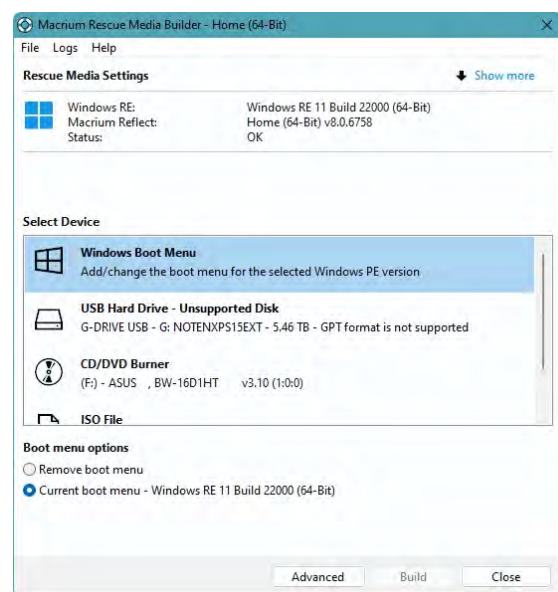 Macrium Rescue Media Builder - Home (64-Bit)
File Logs Help
Rescue Media Settings
Show more
Windows RE: Windows RE 11 Build 22000 (64-Bit)
Macrium Reflect: Home (64-Bit) v8.0.6758
Status: OK
Select Device
Windows Boot Menu
Add/change the boot menu for the selected Windows PE version
USB Hard Drive - Unsupported Disk
G-DRIVE USB - G: NOTENXPS15EXT - 5.46 TB - GPT format is not supported
CD/DVD Burner
(F:) - ASUS , BW-16D1HT v3.10 (1:0:0)
ISO File
Boot menu options
Remove boot menu
Current boot menu - Windows RE 11 Build 22000 (64-Bit)
Advanced Build Close